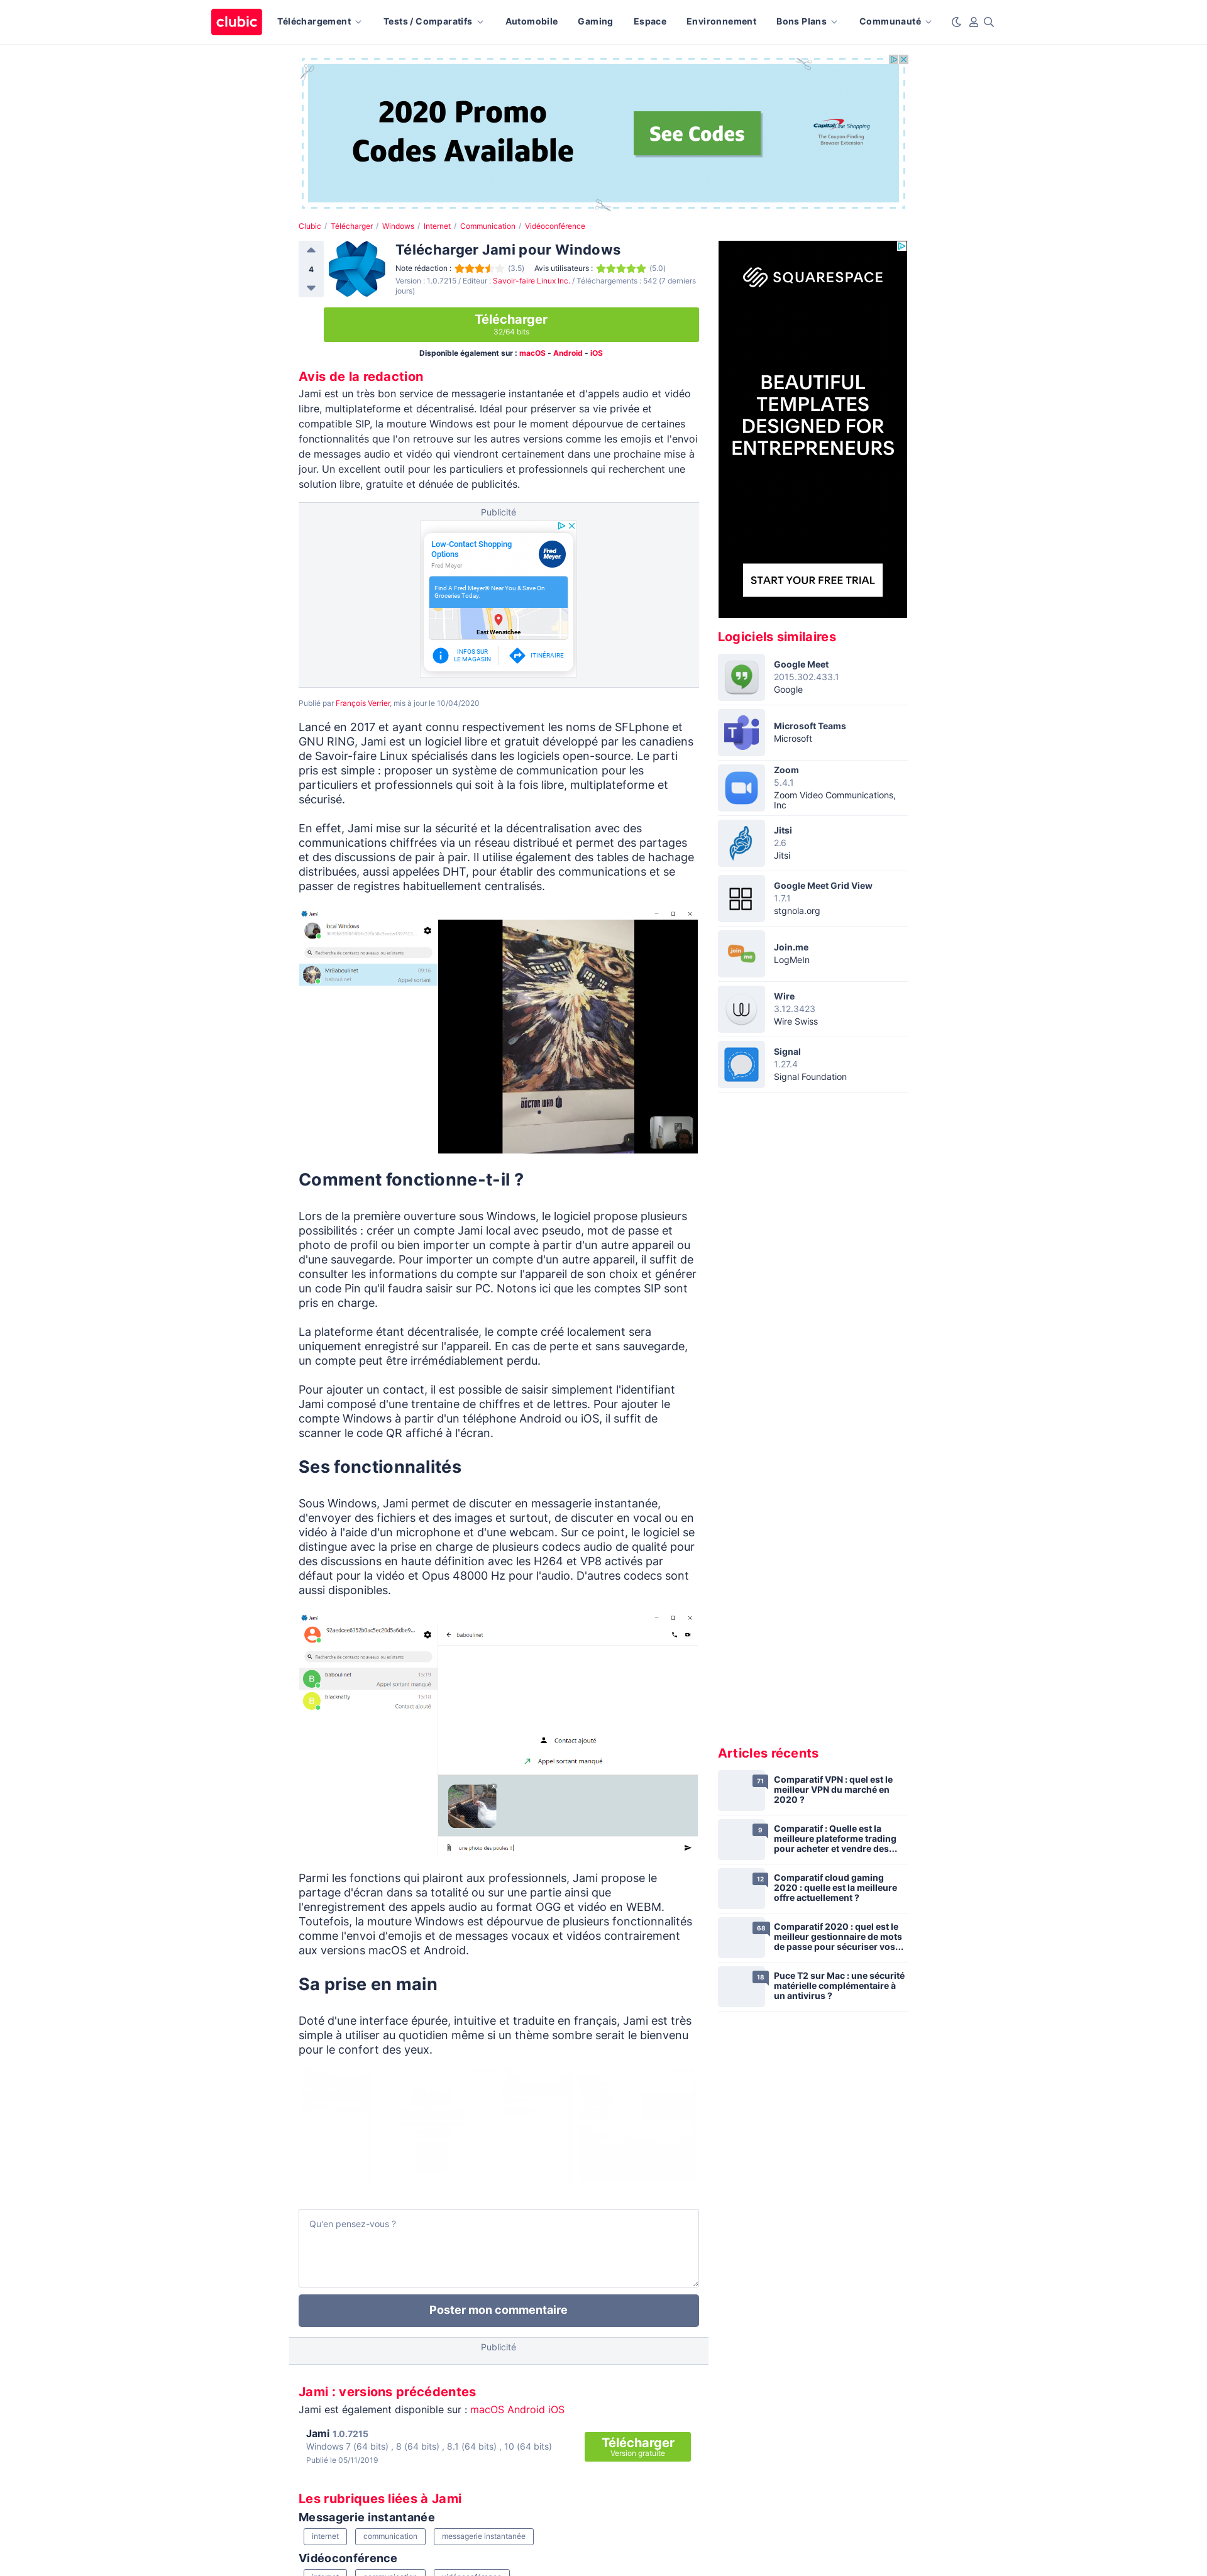 clubic
Téléchargement
Tests / Comparatifs
Automobile
Gaming
Espace
Environnement
Bons Plans
Communauté
2020 Promo
Codes Available
See Codes
Capital One Shopping
The Coupon-Finding
Browser Extension
Clubic / Télécharger / Windows / Internet / Communication / Vidéoconférence
4
Télécharger Jami pour Windows
Note rédaction : (3.5) Avis utilisateurs : (5.0)
Version : 1.0.7215 / Editeur : Savoir-faire Linux Inc. / Téléchargements : 542 (7 derniers
jours)
Télécharger
32/64 bits
Disponible également sur : macOS - Android - iOS
Avis de la redaction
Jami est un très bon service de messagerie instantanée et d'appels audio et vidéo
libre, multiplateforme et décentralisé. Idéal pour préserver sa vie privée et
compatible SIP, la mouture Windows est pour le moment dépourvue de certaines
fonctionnalités que l'on retrouve sur les autres versions comme les emojis et l'envoi
de messages audio et vidéo qui viendront certainement dans une prochaine mise à
jour. Un excellent outil pour les particuliers et professionnels qui recherchent une
solution libre, gratuite et dénuée de publicités.
Publicité
Low-Contact Shopping
Options
Fred Meyer
Fred
Meyer
Find A Fred Meyer® Near You & Save On
Groceries Today.
East Wenatchee
INFOS SUR
LE MAGASIN
ITINÉRAIRE
Publié par François Verrier, mis à jour le 10/04/2020
Lancé en 2017 et ayant connu respectivement les noms de SFLphone et
GNU RING, Jami est un logiciel libre et gratuit développé par les canadiens
de Savoir-faire Linux spécialisés dans les logiciels open-source. Le parti
pris est simple : proposer un système de communication pour les
particuliers et professionnels qui soit à la fois libre, multiplateforme et
sécurisé.
En effet, Jami mise sur la sécurité et la décentralisation avec des
communications chiffrées via un réseau distribué et permet des partages
et des discussions de pair à pair. Il utilise également des tables de hachage
distribuées, aussi appelées DHT, pour établir des communications et se
passer de registres habituellement centralisés.
Jami
local Windows
Recherche de contacts nouveaux ou existants
MrBaboulinet
09:16
baboulinet
Appel sortant
DOCTOR WHO
Comment fonctionne-t-il ?
Lors de la première ouverture sous Windows, le logiciel propose plusieurs
possibilités : créer un compte Jami local avec pseudo, mot de passe et
photo de profil ou bien importer un compte à partir d'un autre appareil ou
d'une sauvegarde. Pour importer un compte d'un autre appareil, il suffit de
consulter les informations du compte sur l'appareil de son choix et générer
un code Pin qu'il faudra saisir sur PC. Notons ici que les comptes SIP sont
pris en charge.
La plateforme étant décentralisée, le compte créé localement sera
uniquement enregistré sur l'appareil. En cas de perte et sans sauvegarde,
un compte peut être irrémédiablement perdu.
Pour ajouter un contact, il est possible de saisir simplement l'identifiant
Jami composé d'une trentaine de chiffres et de lettres. Pour ajouter le
compte Windows à partir d'un téléphone Android ou iOS, il suffit de
scanner le code QR affiché à l'écran.
Ses fonctionnalités
Sous Windows, Jami permet de discuter en messagerie instantanée,
d'envoyer des fichiers et des images et surtout, de discuter en vocal ou en
vidéo à l'aide d'un microphone et d'une webcam. Sur ce point, le logiciel se
distingue avec la prise en charge de plusieurs codecs audio de qualité pour
des discussions en haute définition avec les H264 et VP8 activés par
défaut pour la vidéo et Opus 48000 Hz pour l'audio. D'autres codecs sont
aussi disponibles.
Jami
baboulinet
Recherche de contacts nouveaux ou existants
B
baboulinet
15:19
Appel sortant manqué
B
blacknally
15:18
Contact ajouté
Contact ajouté
Appel sortant manqué
une photo des poules :)
Parmi les fonctions qui plairont aux professionnels, Jami propose le
partage d'écran dans sa totalité ou sur une partie ainsi que
l'enregistrement des appels audio au format OGG et vidéo en WEBM.
Toutefois, la mouture Windows est dépourvue de plusieurs fonctionnalités
comme l'envoi d'emojis et de messages vocaux et vidéos contrairement
aux versions macOS et Android.
Sa prise en main
Doté d'une interface épurée, intuitive et traduite en français, Jami est très
simple à utiliser au quotidien même si un thème sombre serait le bienvenu
pour le confort des yeux.
Qu'en pensez-vous ?
Poster mon commentaire
Publicité
Jami : versions précédentes
Jami est également disponible sur : macOS Android iOS
Jami 1.0.7215
Windows 7 (64 bits) , 8 (64 bits) , 8.1 (64 bits) , 10 (64 bits)
Publié le 05/11/2019
Télécharger
Version gratuite
Les rubriques liées à Jami
Messagerie instantanée
internet
communication
messagerie instantanée
Vidéoconférence
SQUARESPACE
BEAUTIFUL
TEMPLATES
DESIGNED FOR
ENTREPRENEURS
START YOUR FREE TRIAL
Logiciels similaires
Google Meet
2015.302.433.1
Google
Microsoft Teams
Microsoft
Zoom
5.4.1
Zoom Video Communications,
Inc
Jitsi
2.6
Jitsi
Google Meet Grid View
1.7.1
stgnola.org
join
me
Join.me
LogMeIn
Wire
3.12.3423
Wire Swiss
Signal
1.27.4
Signal Foundation
Articles récents
71
Comparatif VPN : quel est le
meilleur VPN du marché en
2020 ?
9
Comparatif : Quelle est la
meilleure plateforme trading
pour acheter et vendre des...
12
Comparatif cloud gaming
2020 : quelle est la meilleure
offre actuellement ?
68
Comparatif 2020 : quel est le
meilleur gestionnaire de mots
de passe pour sécuriser vos...
18
Puce T2 sur Mac : une sécurité
matérielle complémentaire à
un antivirus ?